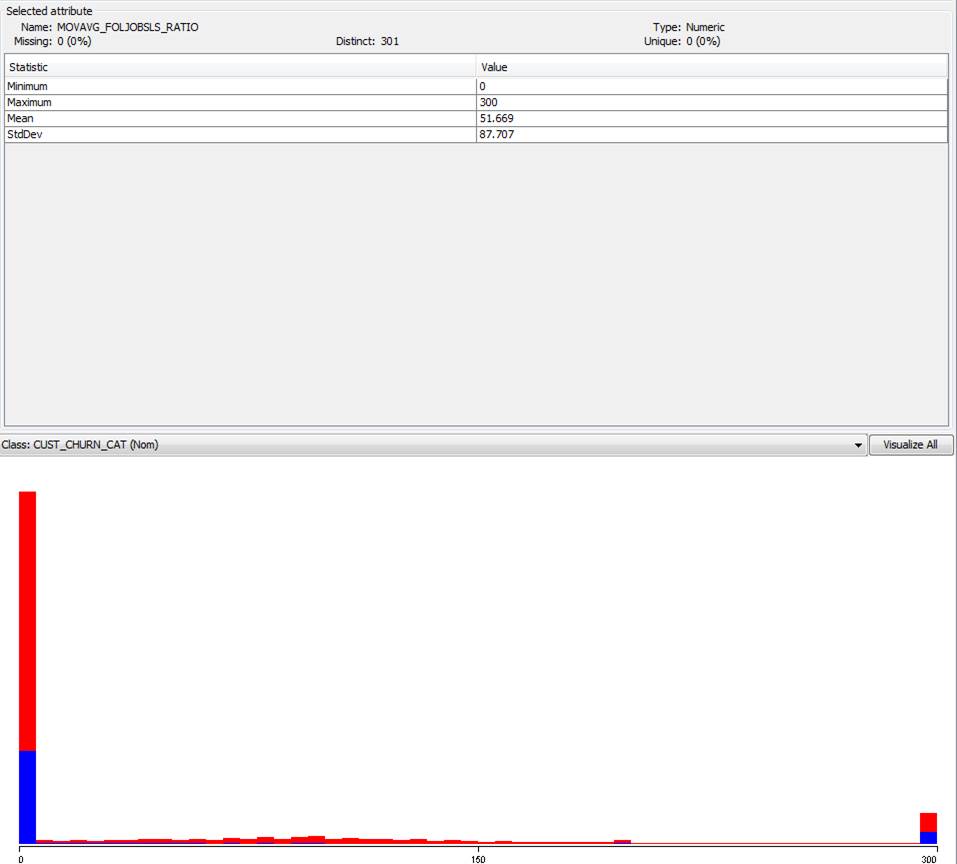 Selected attribute
Name: MOVAVG_FOLJOBSLS_RATIO Type: Numeric
Missing: 0 (0%) Distinct: 301 Unique: 0 (0%)
Statistic Value
Minimum 0
Maximum 300
Mean 51.669
StdDev 87.707
Class: CUST_CHURN_CAT (Nom) Visualize All
0 150 300